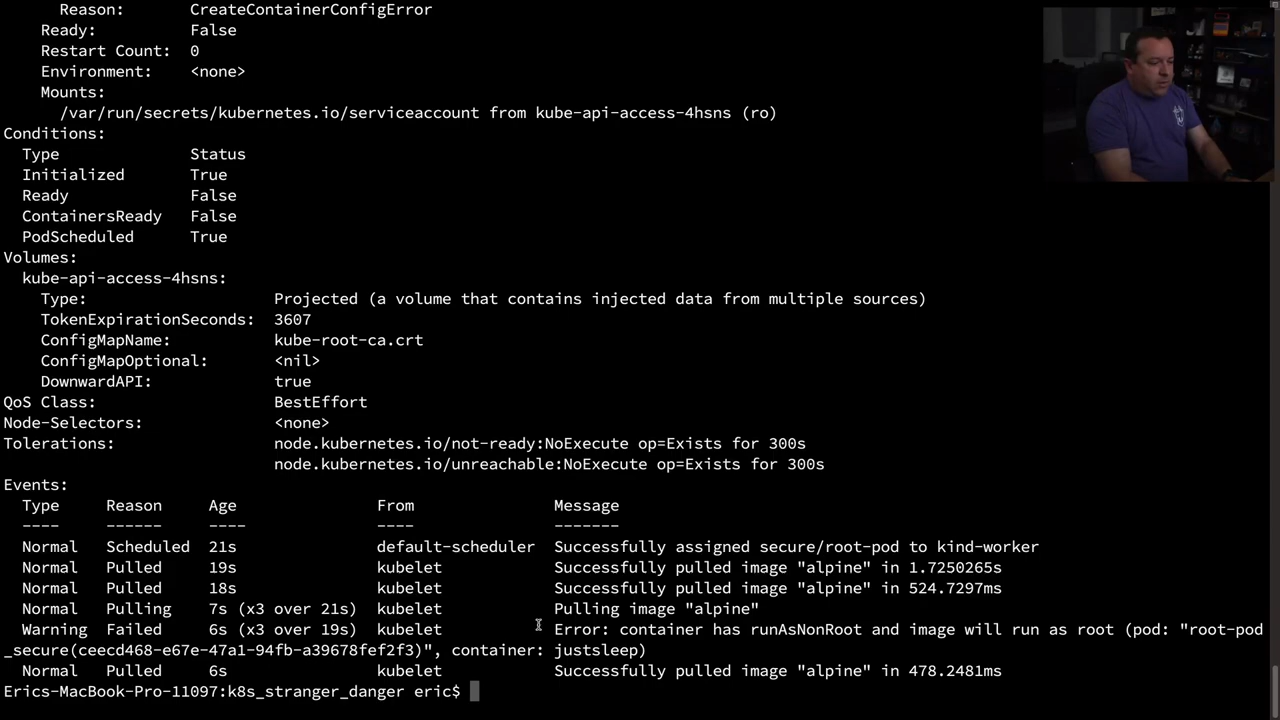 Reason: CreateContainerConfigError
Ready: False
Restart Count: 0
Environment: <none>
Mounts:
/var/run/secrets/kubernetes.io/serviceaccount from kube-api-access-4hsns (ro)
Conditions:
Type Status
Initialized True
Ready False
ContainersReady False
PodScheduled True
Volumes:
kube-api-access-4hsns:
Type: Projected (a volume that contains injected data from multiple sources)
TokenExpirationSeconds: 3607
ConfigMapName: kube-root-ca.crt
ConfigMapOptional: <nil>
DownwardAPI: true
QoS Class: BestEffort
Node-Selectors: <none>
Tolerations: node.kubernetes.io/not-ready:NoExecute op=Exists for 300s
node.kubernetes.io/unreachable:NoExecute op=Exists for 300s
Events:
Type Reason Age From Message
---- ------ ---- ---- -------
Normal Scheduled 21s default-scheduler Successfully assigned secure/root-pod to kind-worker
Normal Pulled 19s kubelet Successfully pulled image "alpine" in 1.7250265s
Normal Pulled 18s kubelet Successfully pulled image "alpine" in 524.7297ms
Normal Pulling 7s (x3 over 21s) kubelet Pulling image "alpine"
Warning Failed 6s (x3 over 19s) kubelet Error: container has runAsNonRoot and image will run as root (pod: "root-pod
_secure(ceecd468-e67e-47a1-94fb-a39678fef2f3)", container: justsleep)
Normal Pulled 6s kubelet Successfully pulled image "alpine" in 478.2481ms
Erics-MacBook-Pro-11097:k8s_stranger_danger eric$